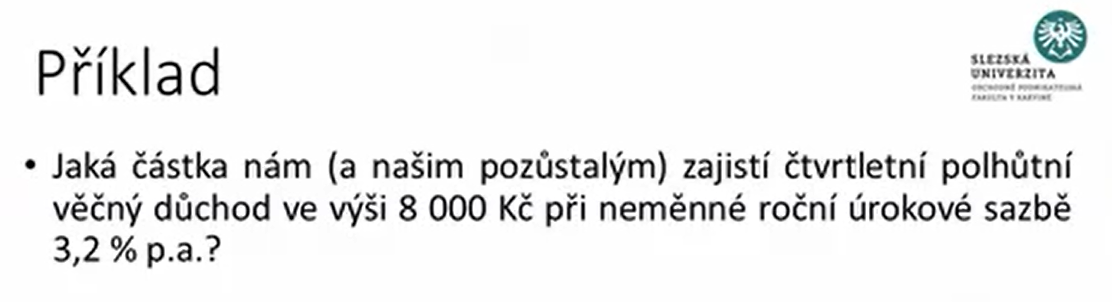 Příklad
SLEZSKÁ
UNIVERZITA
OBCHODNĚ PODNIKATELSKÁ
FAKULTA V KARVINÉ
• Jaká částka nám (a našim pozůstalým) zajistí čtvrtletní polhůtní
věčný důchod ve výši 8 000 Kč při neměnné roční úrokové sazbě
3,2 % p.a.?